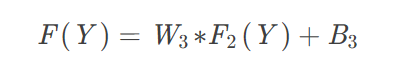 F(Y) = W₃*F₂(Y) + B₃